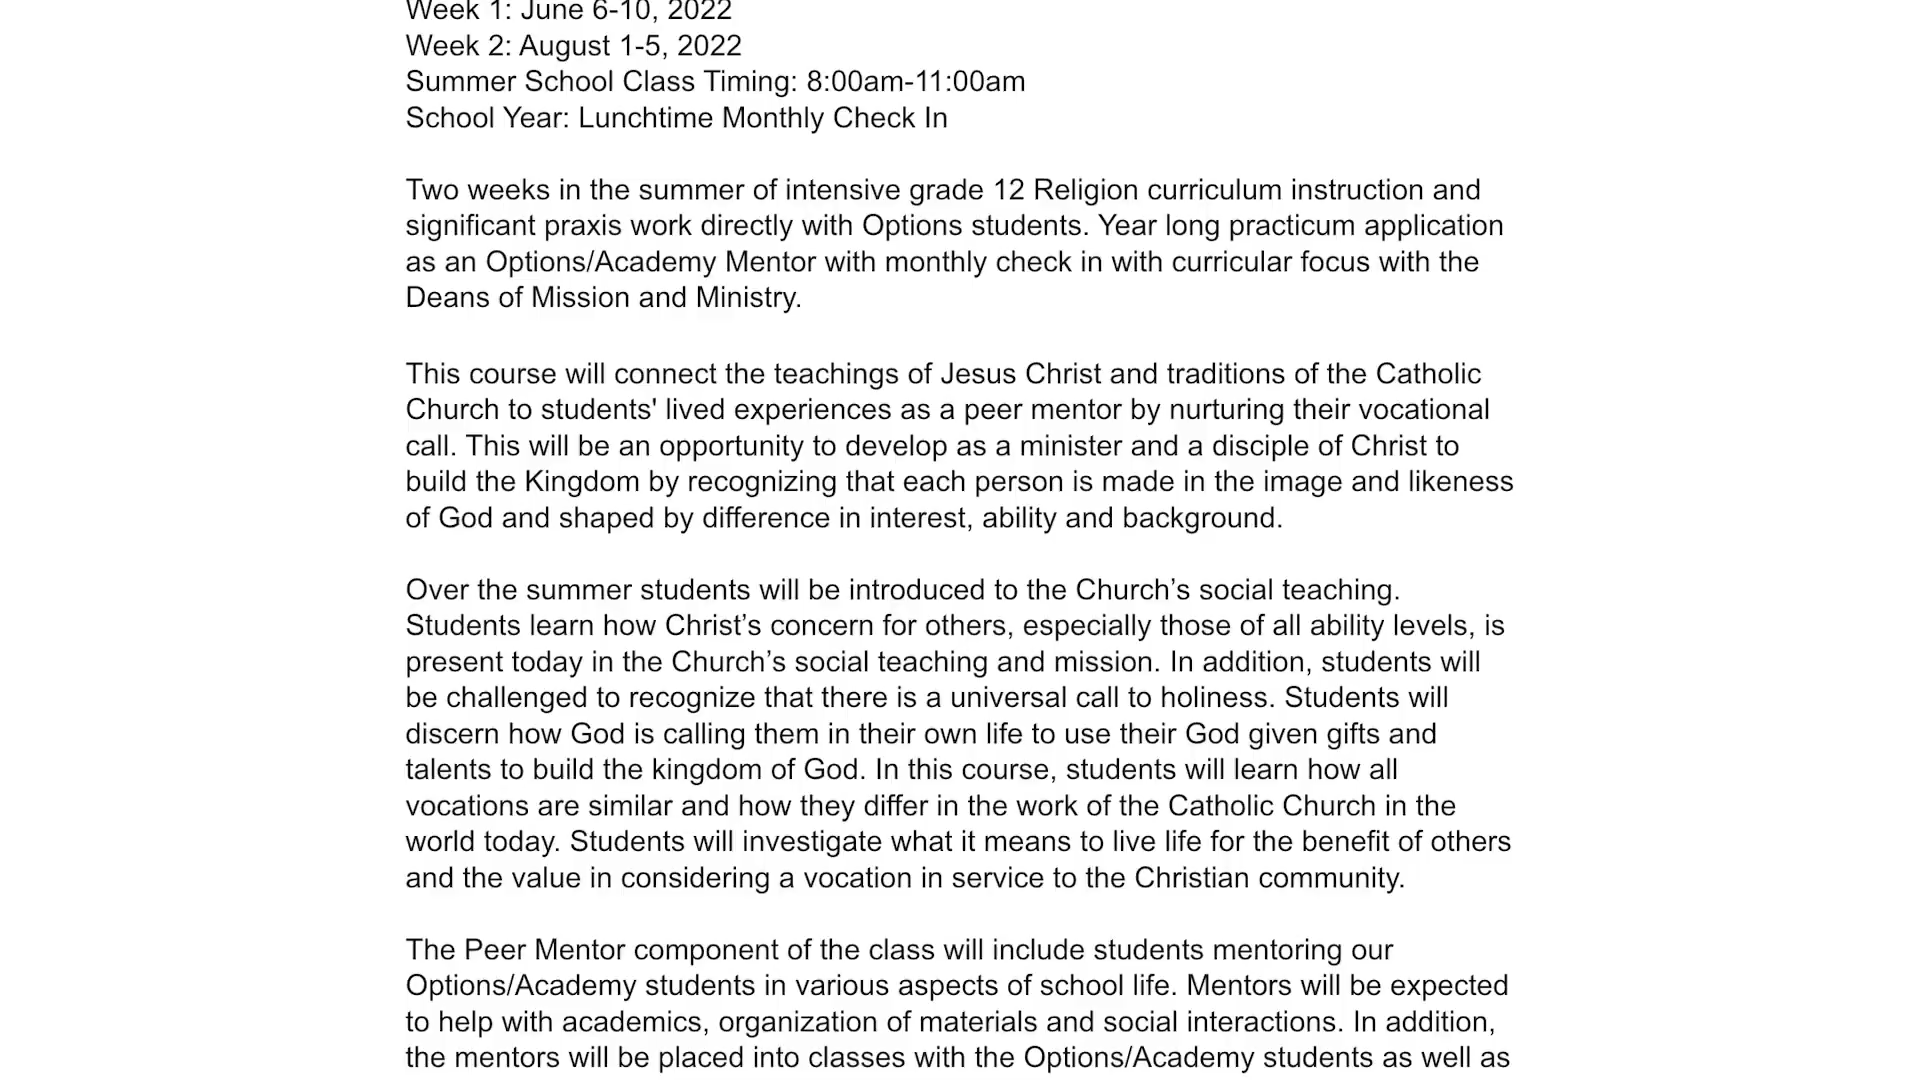 Week 1: June 6-10, 2022
Week 2: August 1-5, 2022
Summer School Class Timing: 8:00am-11:00am
School Year: Lunchtime Monthly Check In
Two weeks in the summer of intensive grade 12 Religion curriculum instruction and
significant praxis work directly with Options students. Year long practicum application
as an Options/Academy Mentor with monthly check in with curricular focus with the
Deans of Mission and Ministry.
This course will connect the teachings of Jesus Christ and traditions of the Catholic
Church to students' lived experiences as a peer mentor by nurturing their vocational
call. This will be an opportunity to develop as a minister and a disciple of Christ to
build the Kingdom by recognizing that each person is made in the image and likeness
of God and shaped by difference in interest, ability and background.
Over the summer students will be introduced to the Church’s social teaching.
Students learn how Christ’s concern for others, especially those of all ability levels, is
present today in the Church’s social teaching and mission. In addition, students will
be challenged to recognize that there is a universal call to holiness. Students will
discern how God is calling them in their own life to use their God given gifts and
talents to build the kingdom of God. In this course, students will learn how all
vocations are similar and how they differ in the work of the Catholic Church in the
world today. Students will investigate what it means to live life for the benefit of others
and the value in considering a vocation in service to the Christian community.
The Peer Mentor component of the class will include students mentoring our
Options/Academy students in various aspects of school life. Mentors will be expected
to help with academics, organization of materials and social interactions. In addition,
the mentors will be placed into classes with the Options/Academy students as well as